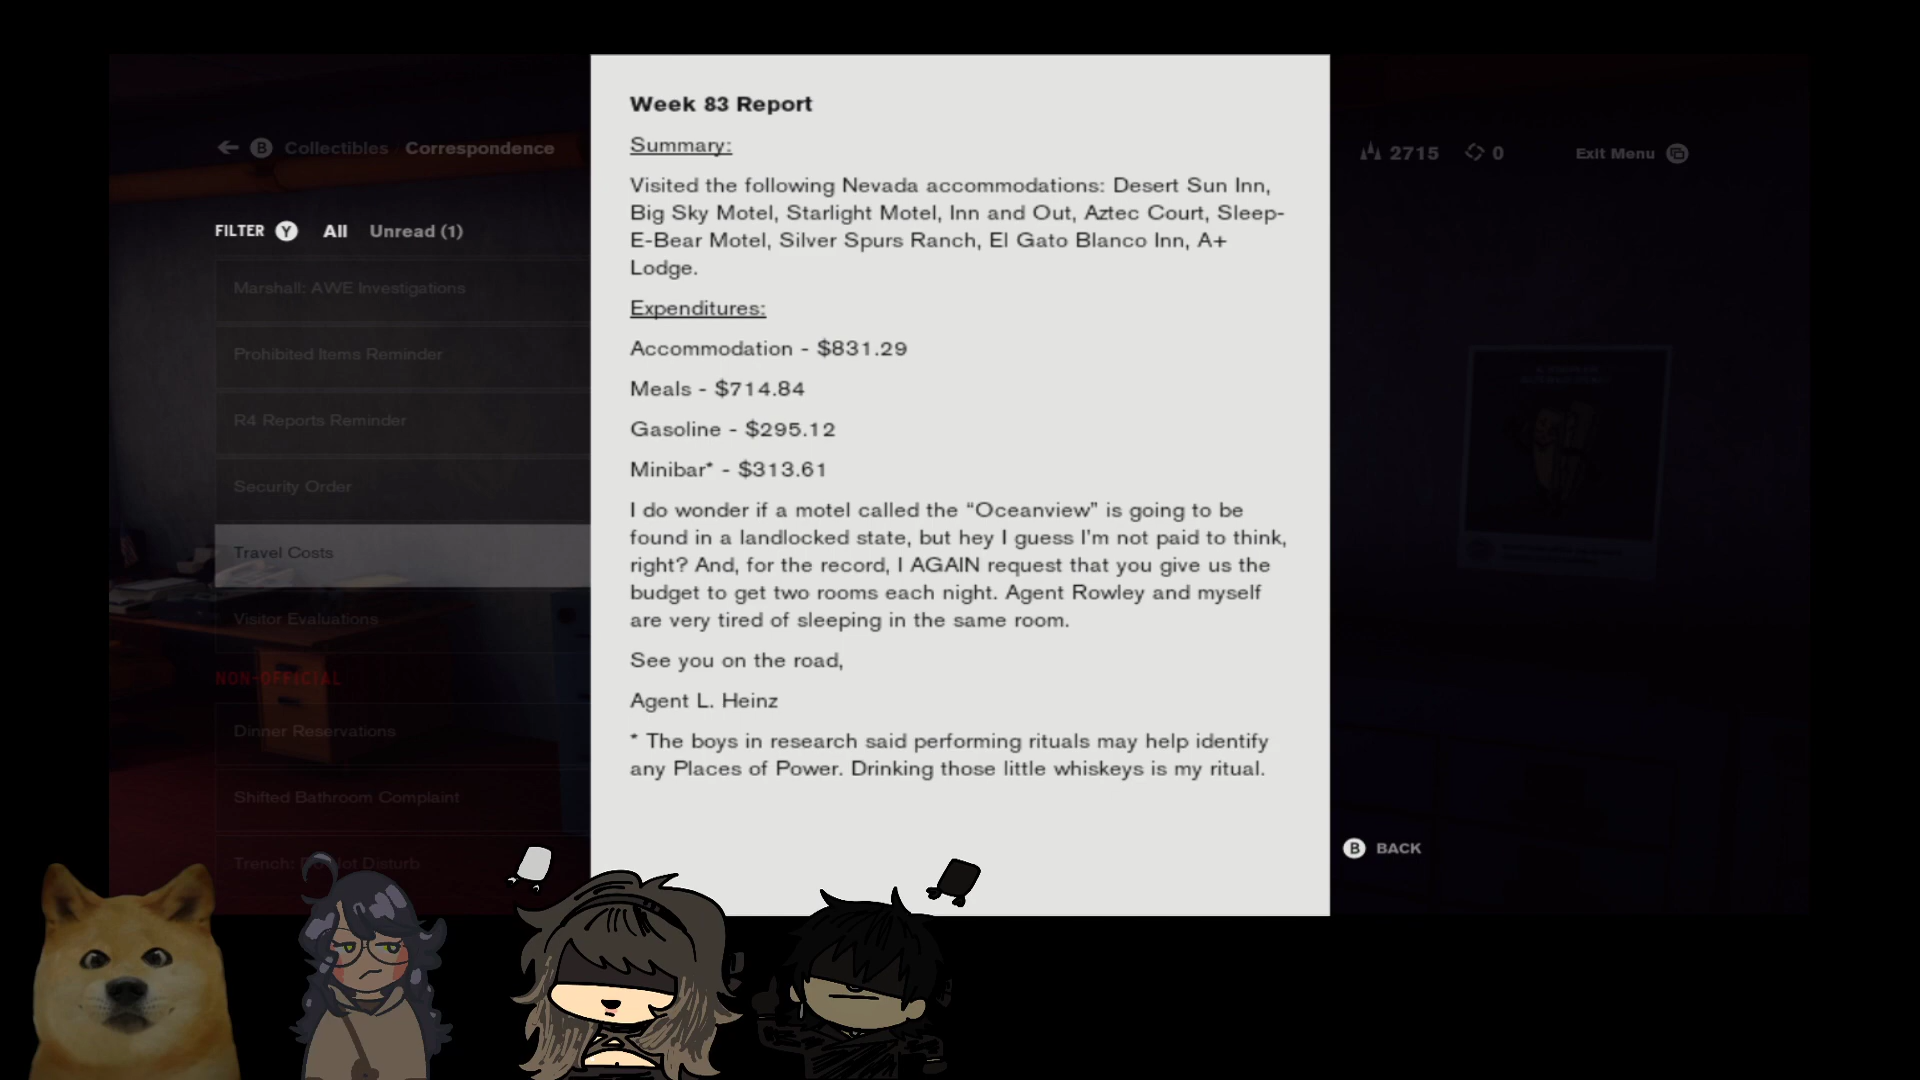 Week 83 Report
Summary:
Visited the following Nevada accommodations: Desert Sun Inn,
Big Sky Motel, Starlight Motel, Inn and Out, Aztec Court, Sleep-
E-Bear Motel, Silver Spurs Ranch, El Gato Blanco Inn, A+
Lodge.
Expenditures:
Accommodation - $831.29
Meals - $714.84
Gasoline - $295.12
Minibar* - $313.61
I do wonder if a motel called the “Oceanview” is going to be
found in a landlocked state, but hey I guess I'm not paid to think,
right? And, for the record, I AGAIN request that you give us the
budget to get two rooms each night. Agent Rowley and myself
are very tired of sleeping in the same room.
See you on the road,
Agent L. Heinz
* The boys in research said performing rituals may help identify
any Places of Power. Drinking those little whiskeys is my ritual.
B Collectibles Correspondence
FILTER Y All Unread (1)
Marshall: AWE Investigations
Prohibited Items Reminder
R4 Reports Reminder
Security Order
Travel Costs
Visitor Evaluations
NON-OFFICIAL
Dinner Reservations
Shifted Bathroom Complaint
Trench: Do Not Disturb
2715 0 Exit Menu
B BACK